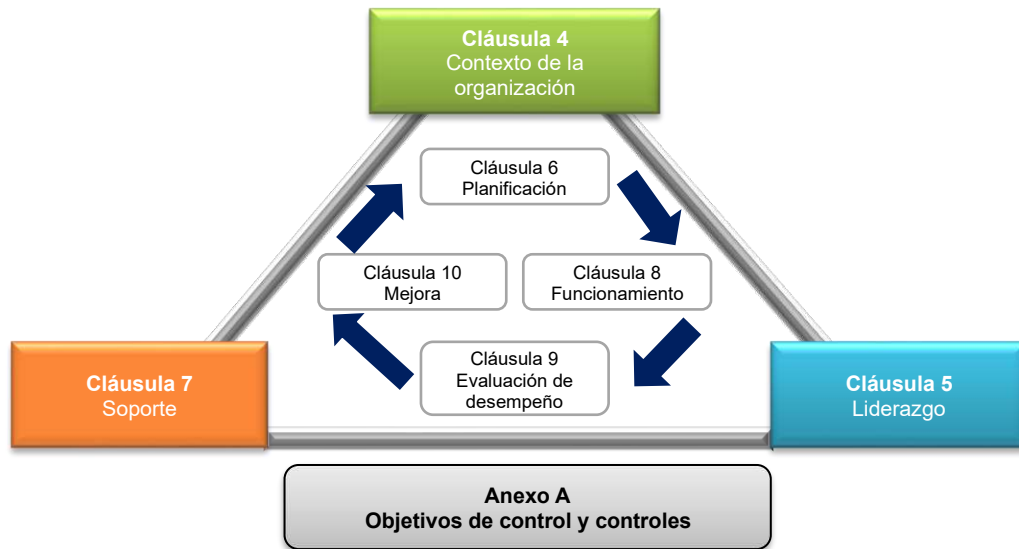 Cláusula 4
Contexto de la
organización
Cláusula 6
Planificación
Cláusula 10
Mejora
Cláusula 8
Funcionamiento
Cláusula 9
Evaluación de
desempeño
Cláusula 7
Soporte
Cláusula 5
Liderazgo
Anexo A
Objetivos de control y controles